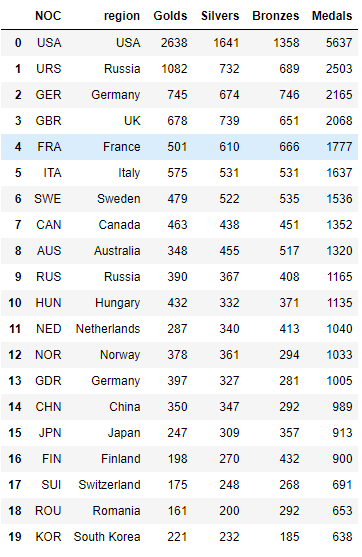 NOC region Golds Silvers Bronzes Medals
0 USA USA 2638 1641 1358 5637
1 URS Russia 1082 732 689 2503
2 GER Germany 745 674 746 2165
3 GBR UK 678 739 651 2068
4 FRA France 501 610 666 1777
5 ITA Italy 575 531 531 1637
6 SWE Sweden 479 522 535 1536
7 CAN Canada 463 438 451 1352
8 AUS Australia 348 455 517 1320
9 RUS Russia 390 367 408 1165
10 HUN Hungary 432 332 371 1135
11 NED Netherlands 287 340 413 1040
12 NOR Norway 378 361 294 1033
13 GDR Germany 397 327 281 1005
14 CHN China 350 347 292 989
15 JPN Japan 247 309 357 913
16 FIN Finland 198 270 432 900
17 SUI Switzerland 175 248 268 691
18 ROU Romania 161 200 292 653
19 KOR South Korea 221 232 185 638